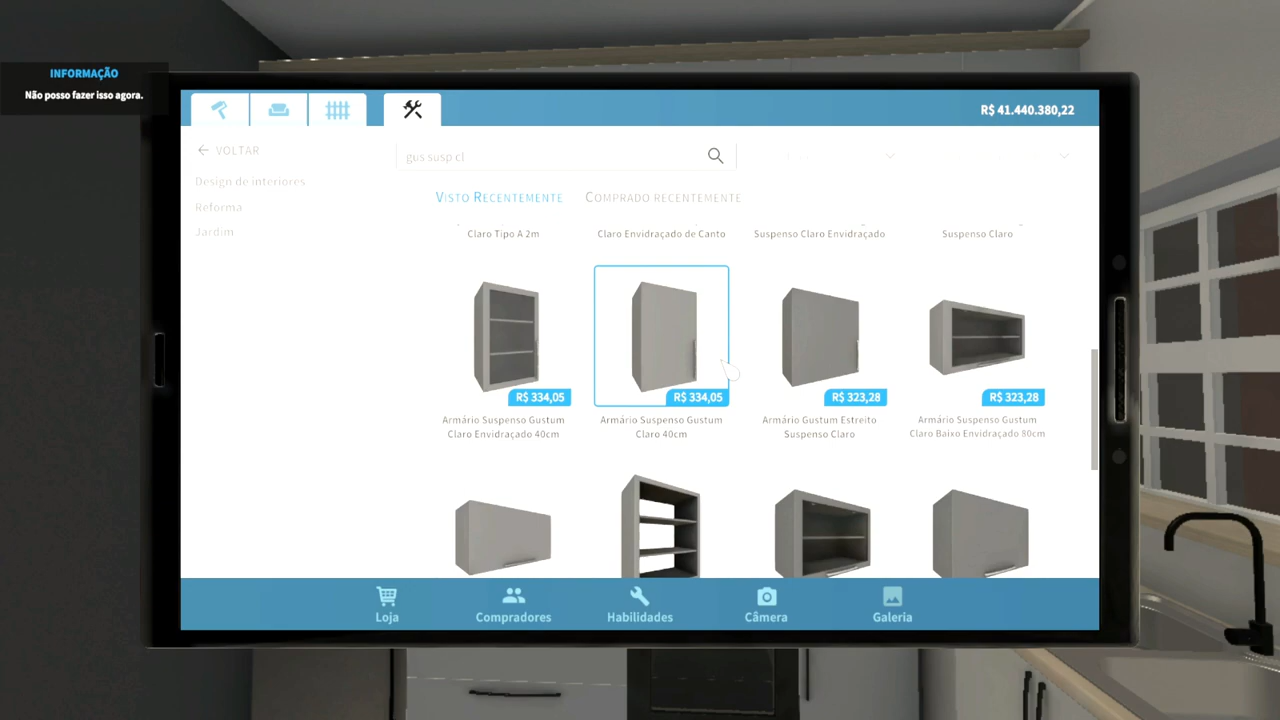 INFORMAÇÃO
Não posso fazer isso agora.
R$ 41.440.380,22
VOLTAR
gus susp cl
Design de interiores
Reforma
Jardim
VISTO RECENTEMENTE
COMPRADO RECENTEMENTE
Claro Tipo A 2m
Claro Envidraçado de Canto
Suspenso Claro Envidraçado
Suspenso Claro
R$ 334,05
R$ 334,05
R$ 323,28
R$ 323,28
Armário Suspenso Gustum
Claro Envidraçado 40cm
Armário Suspenso Gustum
Claro 40cm
Armário Gustum Estreito
Suspenso Claro
Armário Suspenso Gustum
Claro Baixo Envidraçado 80cm
Loja
Compradores
Habilidades
Câmera
Galeria